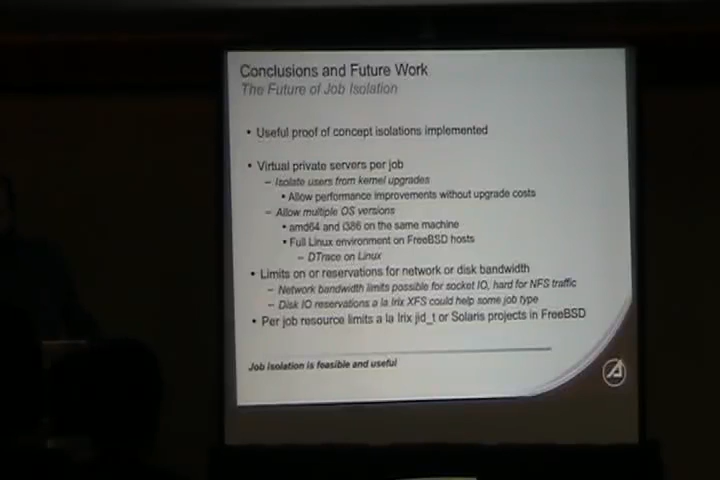 Conclusions and Future Work
The Future of Job Isolation
• Useful proof of concept isolations implemented
• Virtual private servers per job
– Isolate users from kernel upgrades
• Allow performance improvements without upgrade costs
– Allow multiple OS versions
• amd64 and i386 on the same machine
• Full Linux environment on FreeBSD hosts
– DTrace on Linux
• Limits on or reservations for network or disk bandwidth
– Network bandwidth limits possible for socket IO, hard for NFS traffic
– Disk IO reservations a la Irix XFS could help some job type
• Per job resource limits a la Irix jid_t or Solaris projects in FreeBSD
Job isolation is feasible and useful